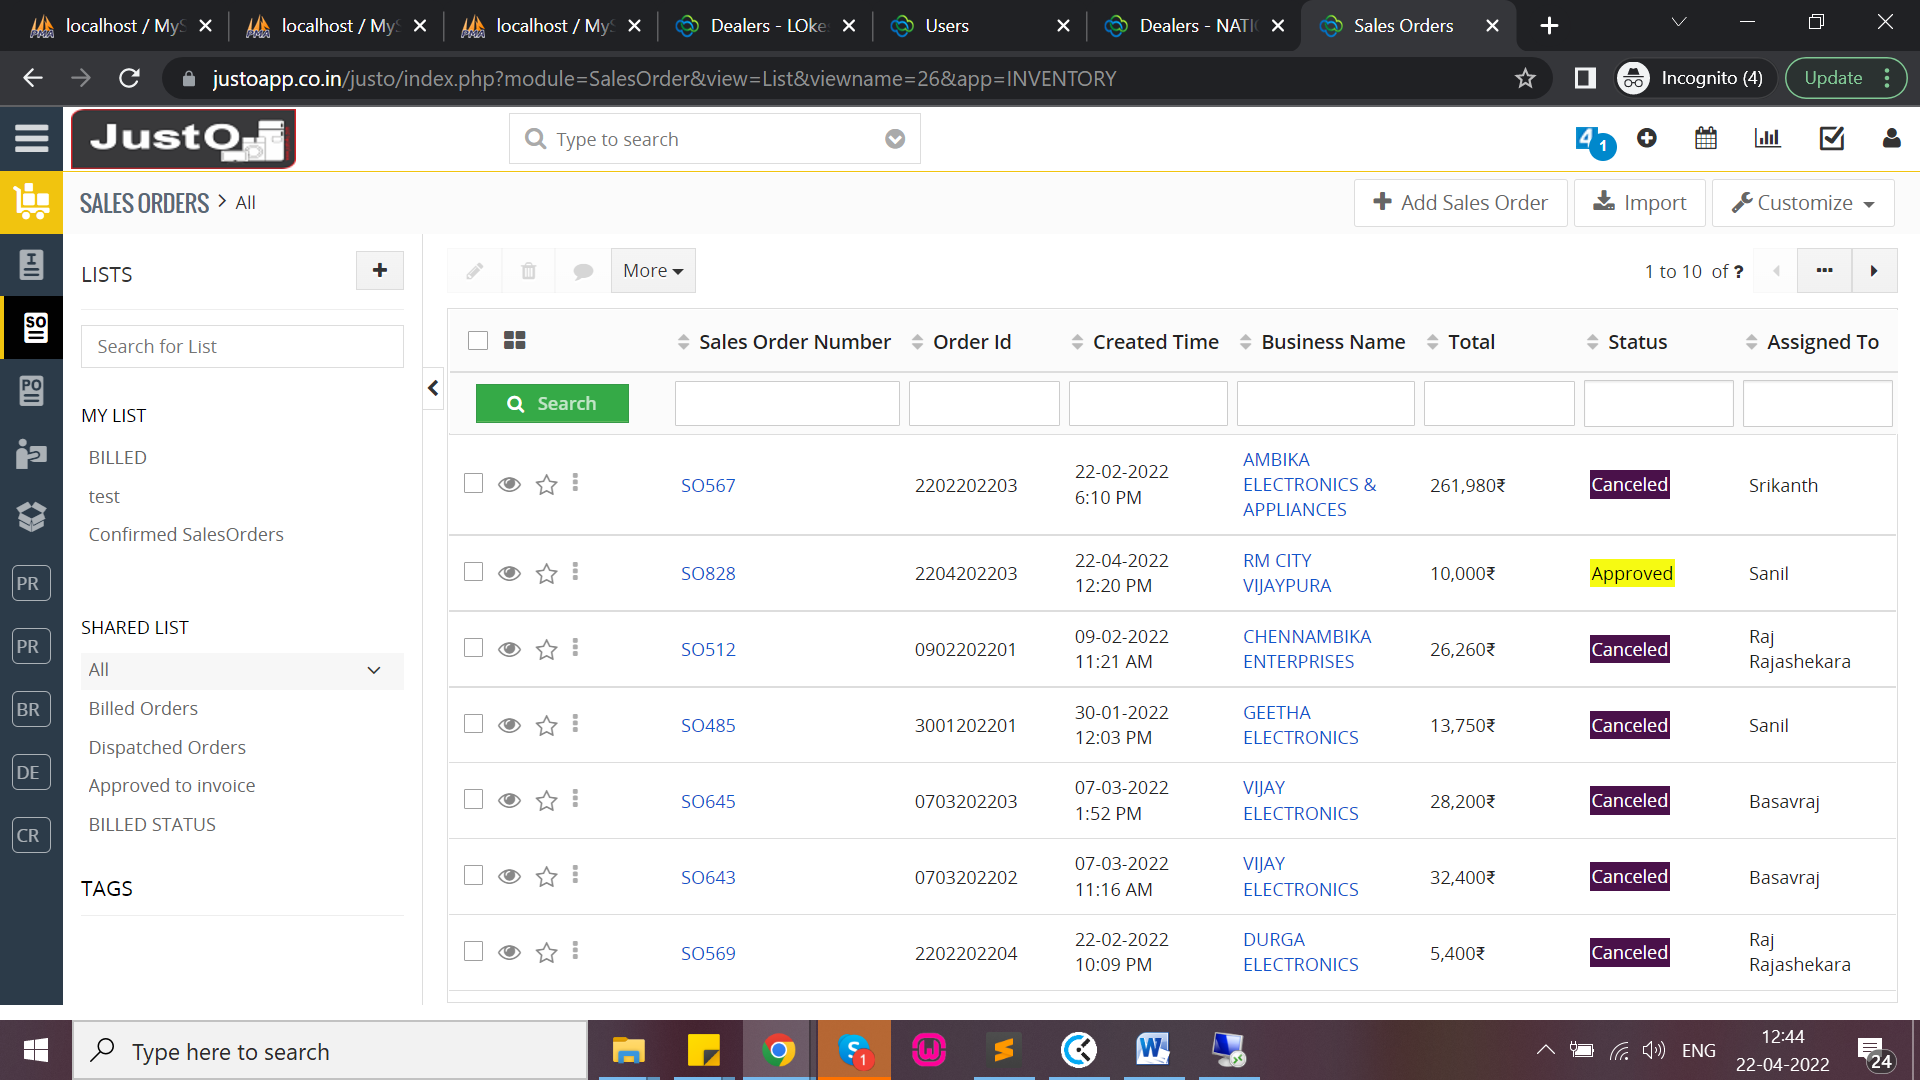 localhost / MyS
localhost / MyS
localhost / MyS
Dealers - LOke
Users
Dealers - NATIO
Sales Orders
justoapp.co.in/justo/index.php?module=SalesOrder&view=List&viewname=26&app=INVENTORY
Incognito (4)
Update
JustO
Type to search
1
SALES ORDERS > All
Add Sales Order
Import
Customize
LISTS
Search for List
MY LIST
BILLED
test
Confirmed SalesOrders
SHARED LIST
All
Billed Orders
Dispatched Orders
Approved to invoice
BILLED STATUS
TAGS
I
SO
PO
PR
PR
BR
DE
CR
More
1 to 10 of ?
Sales Order Number Order Id Created Time Business Name Total Status Assigned To
Search
SO567 2202202203 22-02-2022 6:10 PM AMBIKA ELECTRONICS & APPLIANCES 261,980₹ Canceled Srikanth
SO828 2204202203 22-04-2022 12:20 PM RM CITY VIJAYPURA 10,000₹ Approved Sanil
SO512 0902202201 09-02-2022 11:21 AM CHENNAMBIKA ENTERPRISES 26,260₹ Canceled Raj Rajashekara
SO485 3001202201 30-01-2022 12:03 PM GEETHA ELECTRONICS 13,750₹ Canceled Sanil
SO645 0703202203 07-03-2022 1:52 PM VIJAY ELECTRONICS 28,200₹ Canceled Basavraj
SO643 0703202202 07-03-2022 11:16 AM VIJAY ELECTRONICS 32,400₹ Canceled Basavraj
SO569 2202202204 22-02-2022 10:09 PM DURGA ELECTRONICS 5,400₹ Canceled Raj Rajashekara
Type here to search
1
ENG
12:44
22-04-2022
24